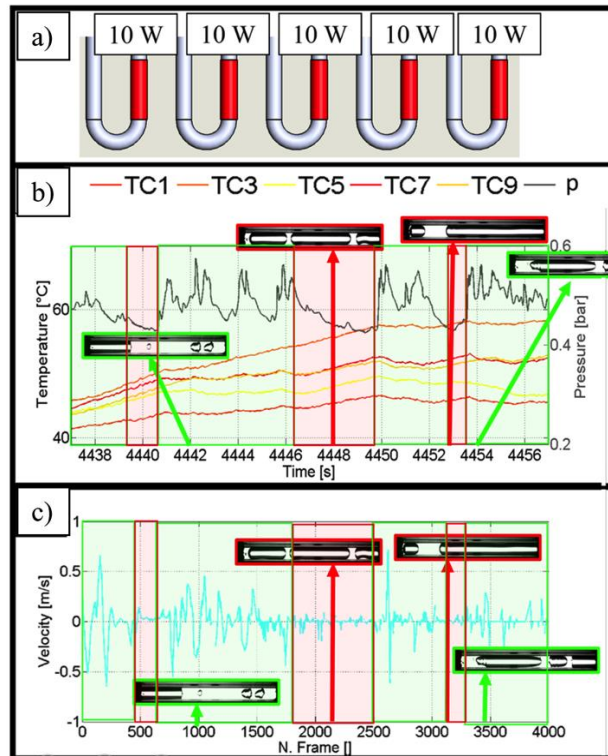 a)
10 W 10 W 10 W 10 W 10 W
b)
TC1 TC3 TC5 TC7 TC9 p
Temperature [°C]
60
40
0.6
0.4
0.2
Pressure [bar]
4438 4440 4442 4444 4446 4448 4450 4452 4454 4456
Time [s]
c)
Velocity [m/s]
1
0.5
0
-0.5
-1
0 500 1000 1500 2000 2500 3000 3500 4000
N. Frame []